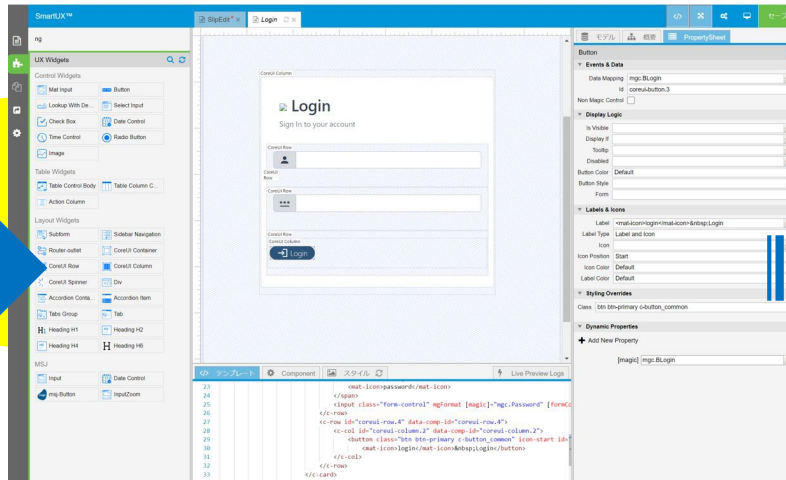 SmartUX™
SlipEdit*
Login
セーブ
ng
UX Widgets
Control Widgets
Mat Input
Button
Lookup With De...
Select Input
Check Box
Date Control
Time Control
Radio Button
Image
Table Widgets
Table Control Body
Table Column C...
Action Column
Layout Widgets
Subform
Sidebar Navigation
Router-outlet
CoreUI Container
CoreUI Row
CoreUI Column
CoreUI Spinner
Div
Accordion Conta...
Accordion Item
Tabs Group
Tab
H1 Heading H1
Heading H2
Heading H4
H Heading H6
MSJ
Input
Date Control
msj-Button
InputZoom
CoreUI Column
Login
Sign In to your account
CoreUI Row
CoreUI
Row
CoreUI Row
CoreUI Row
CoreUI Column
Login
テンプレート
Component
スタイル
Live Preview Logs
23 <mat-icon>password</mat-icon>
24 </span>
25 <input class="form-control" mgFormat [magic]="mgc.Password" [formCo
26 </c-row>
27 <c-row id="coreui-row.4" data-comp-id="coreui-row.4">
28 <c-col id="coreui-column.2" data-comp-id="coreui-column.2">
29 <button class="btn btn-primary c-button_common" icon-start id="
30 <mat-icon>login</mat-icon>&nbsp;Login</button>
31 </c-col>
32 </c-row>
33 </c-card>
モデル
概要
PropertySheet
Button
Events & Data
Data Mapping mgc.BLogin
Id coreui-button.3
Non Magic Control
Display Logic
Is Visible
Display If
Tooltip
Disabled
Button Color Default
Button Style
Form
Labels & Icons
Label <mat-icon>login</mat-icon>&nbsp;Login
Label Type Label and Icon
Icon
Icon Position Start
Icon Color Default
Label Color Default
Styling Overrides
Class btn btn-primary c-button_common
Dynamic Properties
Add New Property
[magic] mgc.BLogin